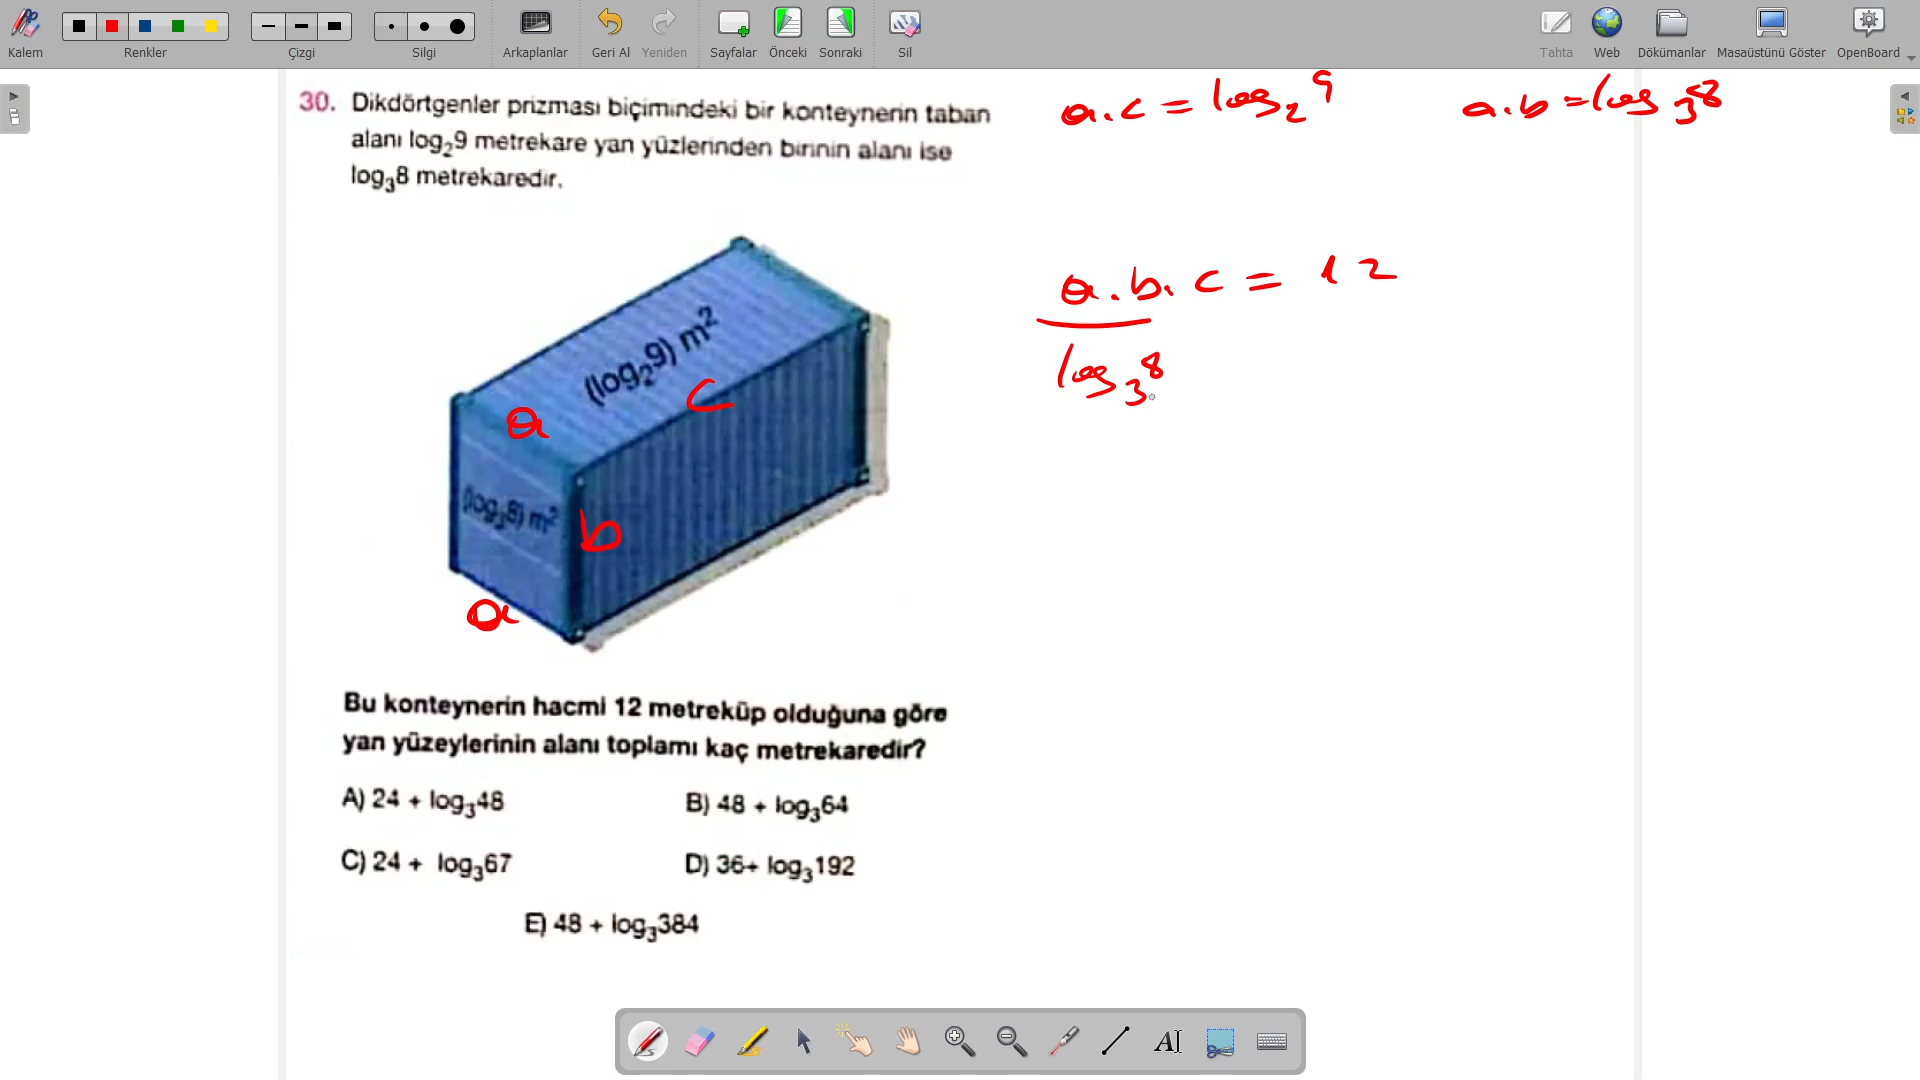 Kalem
Renkler
Çizgi
Silgi
Arkaplanlar
Geri Al
Yeniden
Sayfalar
Önceki
Sonraki
Sil
Tahta
Web
Dökümanlar
Masaüstünü Göster
OpenBoard
30. Dikdörtgenler prizması biçimindeki bir konteynerin taban
alanı log₂9 metrekare yan yüzlerinden birinin alanı ise
log₃8 metrekaredir.
a.c = log₂9
a.b = log₃8
a.b.c = 12
log₃8
(log₂9) m²
c
a
(log₃8) m²
b
a
Bu konteynerin hacmi 12 metreküp olduğuna göre
yan yüzeylerinin alanı toplamı kaç metrekaredir?
A) 24 + log₃48
B) 48 + log₃64
C) 24 + log₃67
D) 36+ log₃192
E) 48 + log₃384